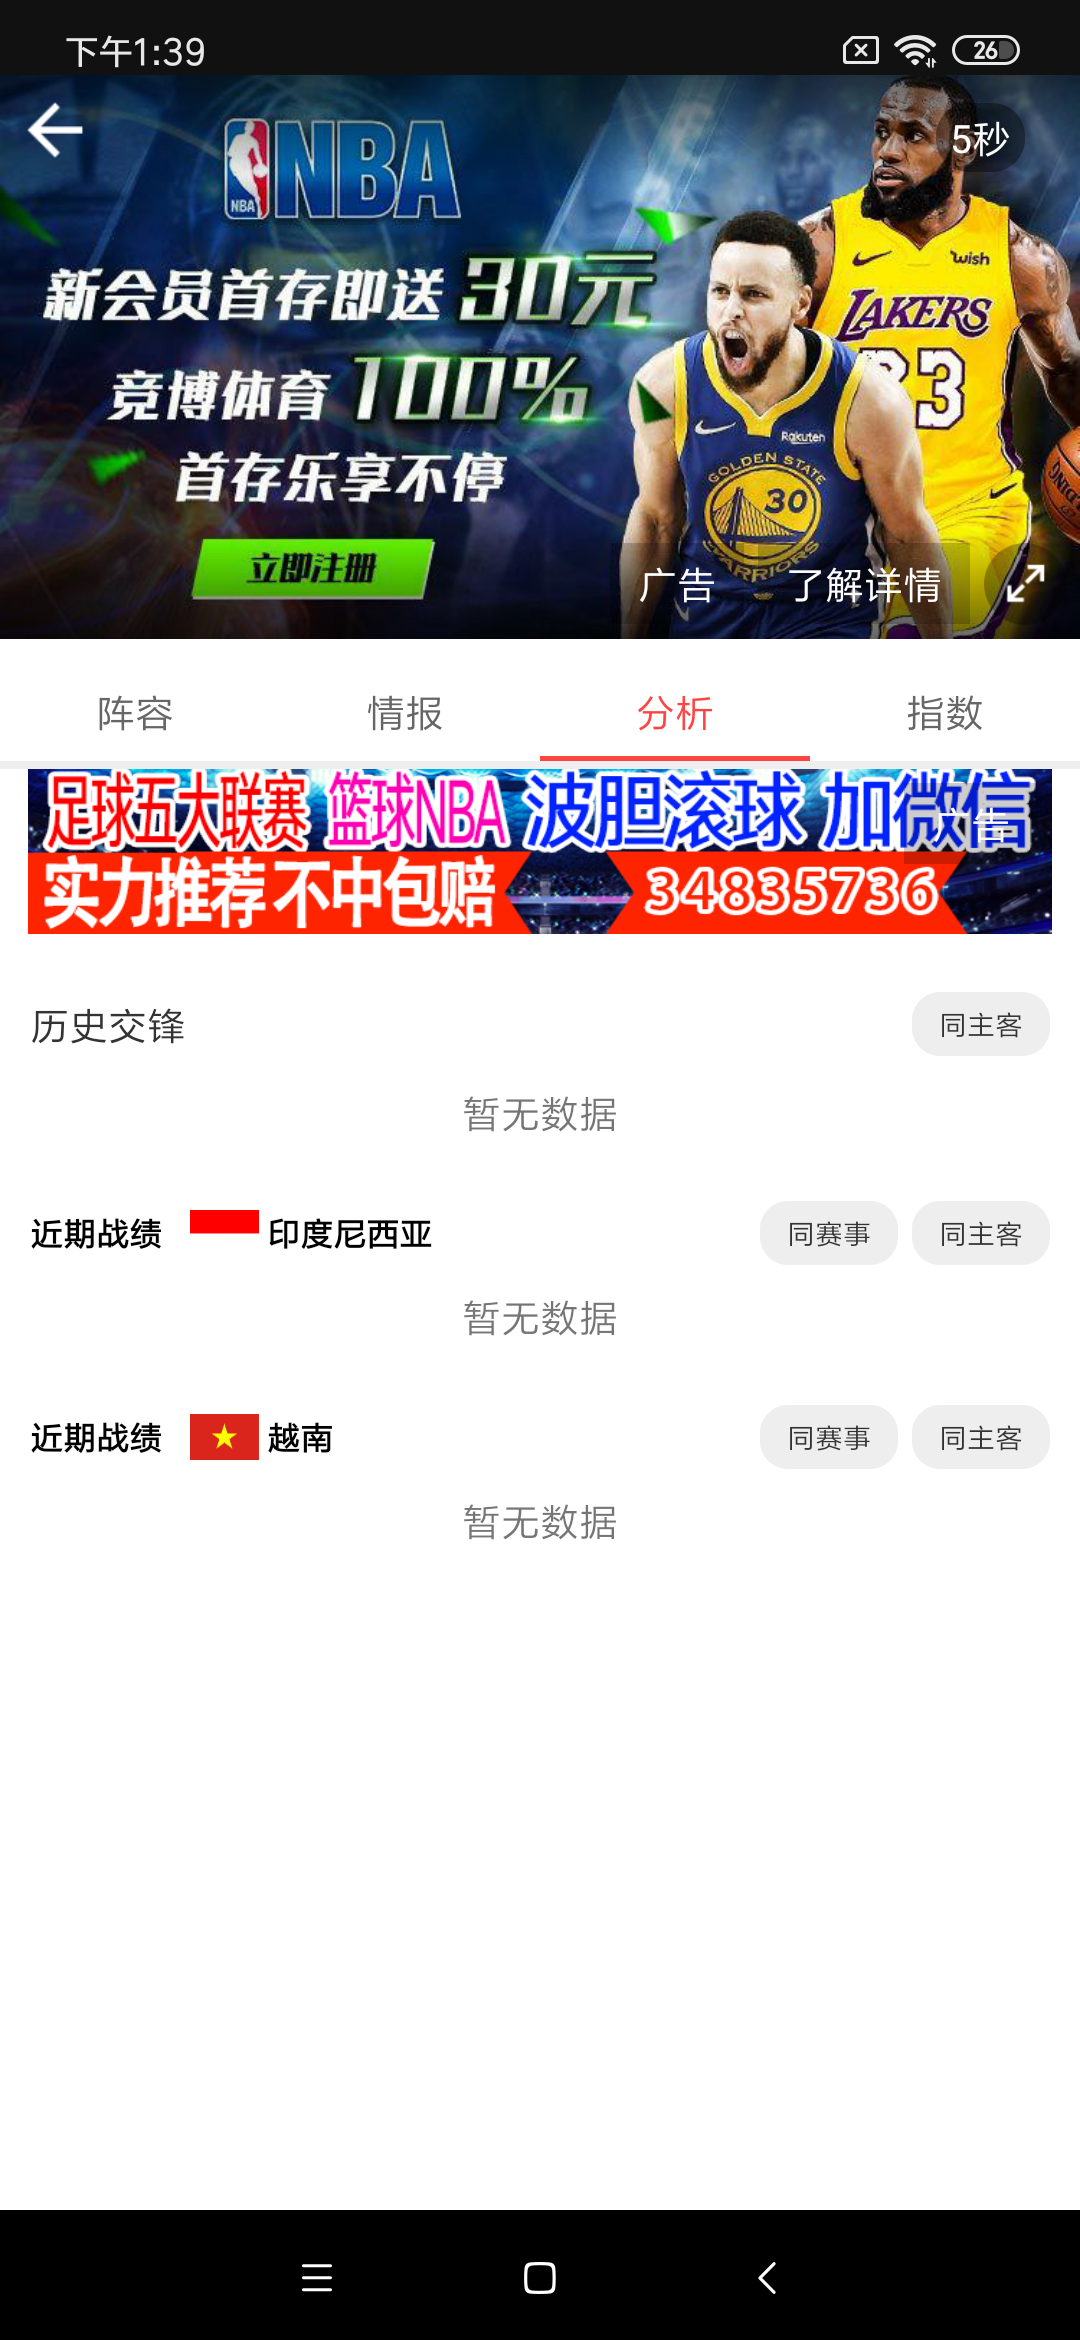 下午1:39
26
5秒
NBA
NBA
wish
新会员首存即送30元
LAKERS
23
竞博体育100%
Rakuten
首存乐享不停
GOLDEN STATE
30
WARRIORS
立即注册
广告
了解详情
阵容
情报
分析
指数
足球五大联赛 篮球NBA 波胆滚球 加微信
广告
实力推荐 不中包赔 34835736
历史交锋
同主客
暂无数据
近期战绩 印度尼西亚
同赛事
同主客
暂无数据
近期战绩 越南
同赛事
同主客
暂无数据